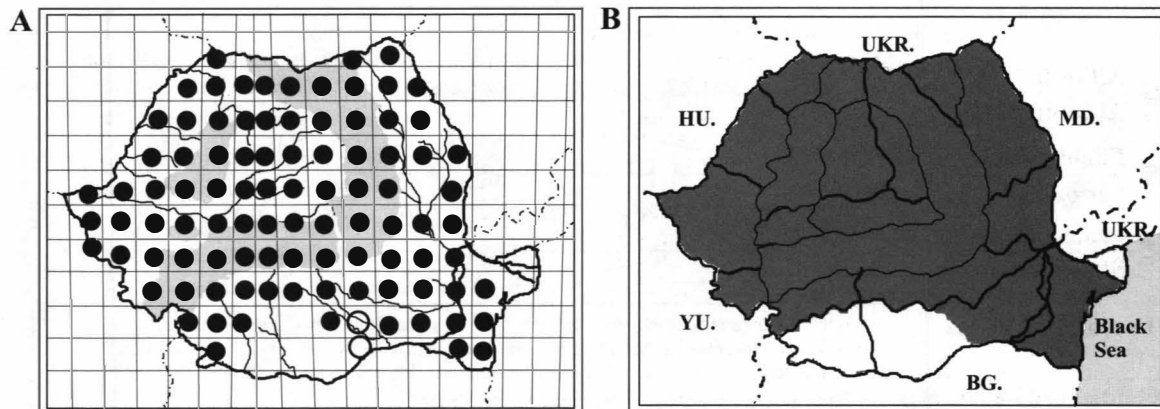 A
B
UKR.
HU.
MD.
UKR.
YU.
Black
Sea
BG.